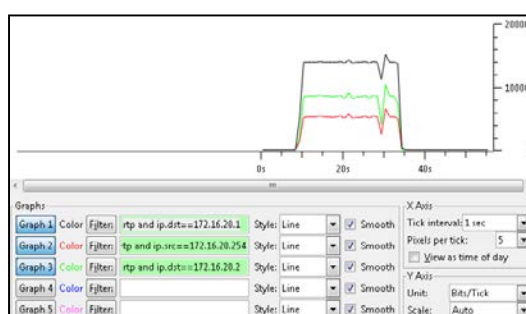 20000
10000
0s 20s 40s
Graphs
Graph 1 Color Filter: rtp and ip.dst==172.16.20.1 Style: Line Smooth
Graph 2 Color Filter: tp and ip.src==172.16.20.254 Style: Line Smooth
Graph 3 Color Filter: rtp and ip.dst==172.16.20.2 Style: Line Smooth
Graph 4 Color Filter: Style: Line Smooth
Graph 5 Color Filter: Style: Line Smooth
X Axis
Tick interval: 1 sec
Pixels per tick: 5
View as time of day
Y Axis
Unit: Bits/Tick
Scale: Auto